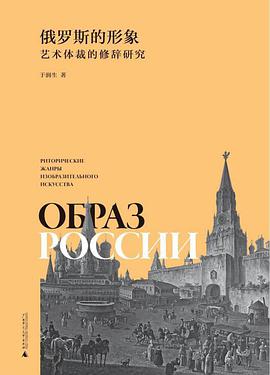 俄罗斯的形象
艺术体裁的修辞研究
于润生 著
РИТОРИЧЕСКИЕ
ЖАНРЫ
ИЗОБРАЗИТЕЛЬНОГО
ИСКУССТВА
ОБРАЗ
РОССИИ